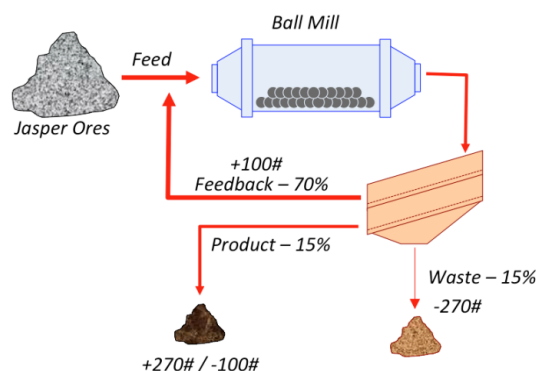 Ball Mill
Feed
Jasper Ores
+100#
Feedback – 70%
Product – 15%
Waste – 15%
-270#
+270# / -100#